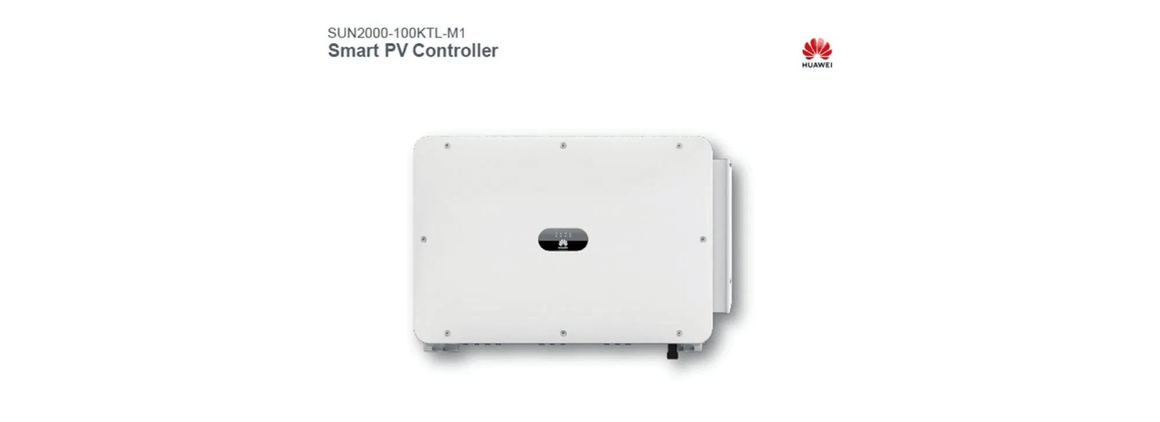 SUN2000-100KTL-M1
Smart PV Controller
HUAWEI